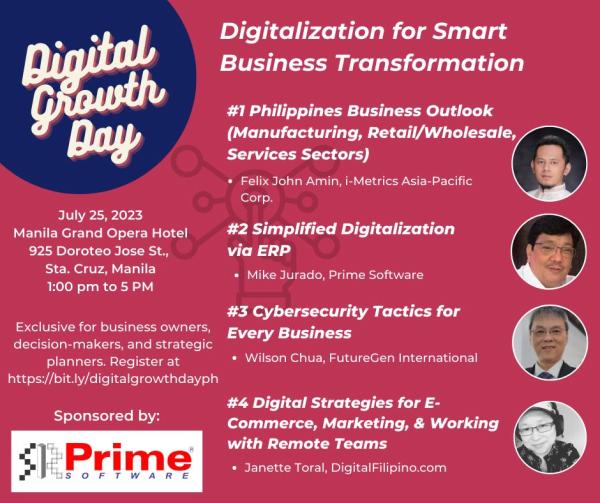 Digital
Growth
Day
Digitalization for Smart
Business Transformation
#1 Philippines Business Outlook
(Manufacturing, Retail/Wholesale,
Services Sectors)
• Felix John Amin, i-Metrics Asia-Pacific
Corp.
#2 Simplified Digitalization
via ERP
• Mike Jurado, Prime Software
#3 Cybersecurity Tactics for
Every Business
• Wilson Chua, FutureGen International
#4 Digital Strategies for E-
Commerce, Marketing, & Working
with Remote Teams
• Janette Toral, DigitalFilipino.com
July 25, 2023
Manila Grand Opera Hotel
925 Doroteo Jose St.,
Sta. Cruz, Manila
1:00 pm to 5 PM
Exclusive for business owners,
decision-makers, and strategic
planners. Register at
https://bit.ly/digitalgrowthdayph
Sponsored by:
Prime®
SOFTWARE